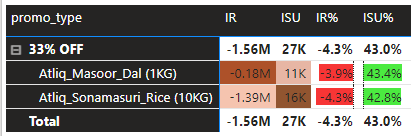 promo_type IR ISU IR% ISU%
33% OFF -1.56M 27K -4.3% 43.0%
Atliq_Masoor_Dal (1KG) -0.18M 11K -3.9% 43.4%
Atliq_Sonamasuri_Rice (10KG) -1.39M 16K -4.3% 42.8%
Total -1.56M 27K -4.3% 43.0%